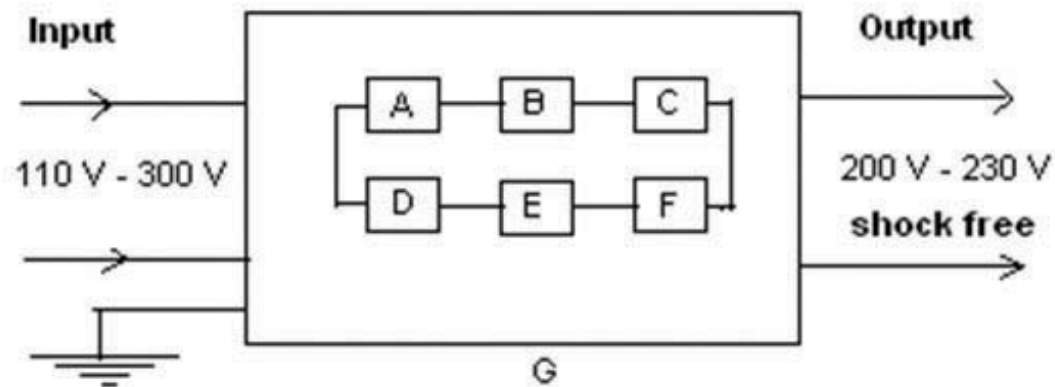 Input
Output
A
B
C
110 V - 300 V
200 V - 230 V
D
E
F
shock free
G